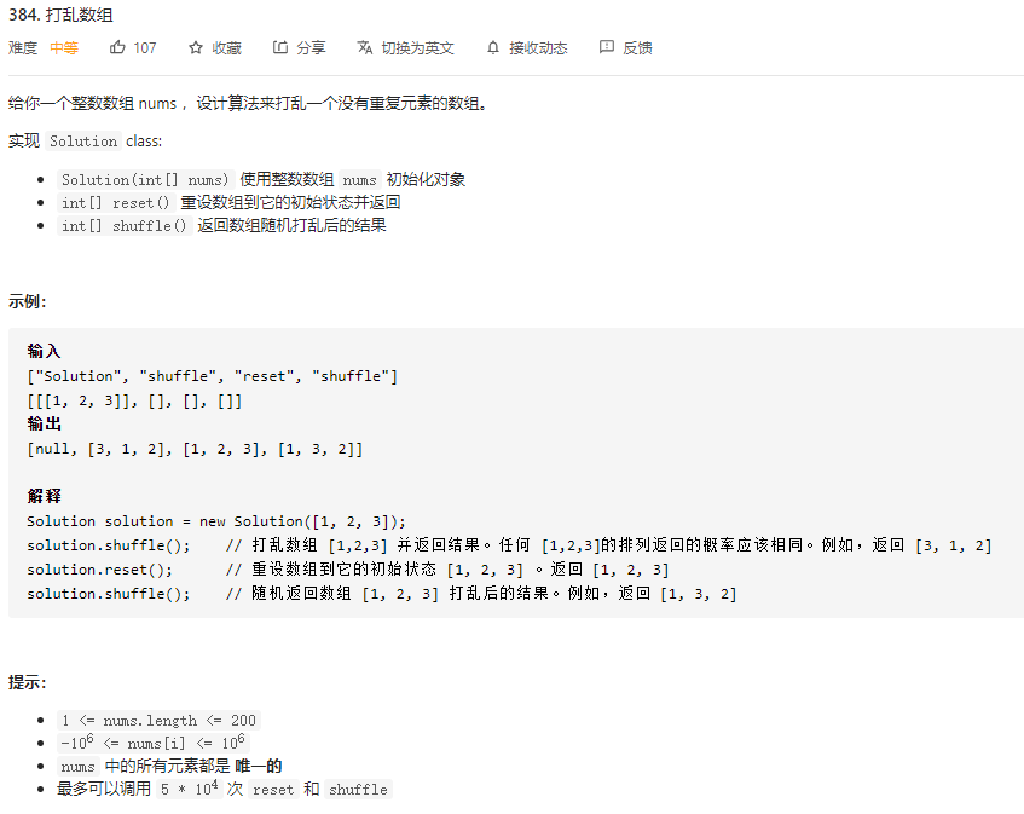 384. 打乱数组
难度 中等 107 收藏 分享 切换为英文 接收动态 反馈
给你一个整数数组 nums ，设计算法来打乱一个没有重复元素的数组。
实现 Solution class:
Solution(int[] nums) 使用整数数组 nums 初始化对象
int[] reset() 重设数组到它的初始状态并返回
int[] shuffle() 返回数组随机打乱后的结果
示例：
输入
["Solution", "shuffle", "reset", "shuffle"]
[[[1, 2, 3]], [], [], []]
输出
[null, [3, 1, 2], [1, 2, 3], [1, 3, 2]]
解释
Solution solution = new Solution([1, 2, 3]);
solution.shuffle();    // 打乱数组 [1,2,3] 并返回结果。任何 [1,2,3]的排列返回的概率应该相同。例如，返回 [3, 1, 2]
solution.reset();      // 重设数组到它的初始状态 [1, 2, 3] 。返回 [1, 2, 3]
solution.shuffle();    // 随机返回数组 [1, 2, 3] 打乱后的结果。例如，返回 [1, 3, 2]
提示：
1 <= nums.length <= 200
-10⁶ <= nums[i] <= 10⁶
nums 中的所有元素都是 唯一的
最多可以调用 5 * 10⁴ 次 reset 和 shuffle